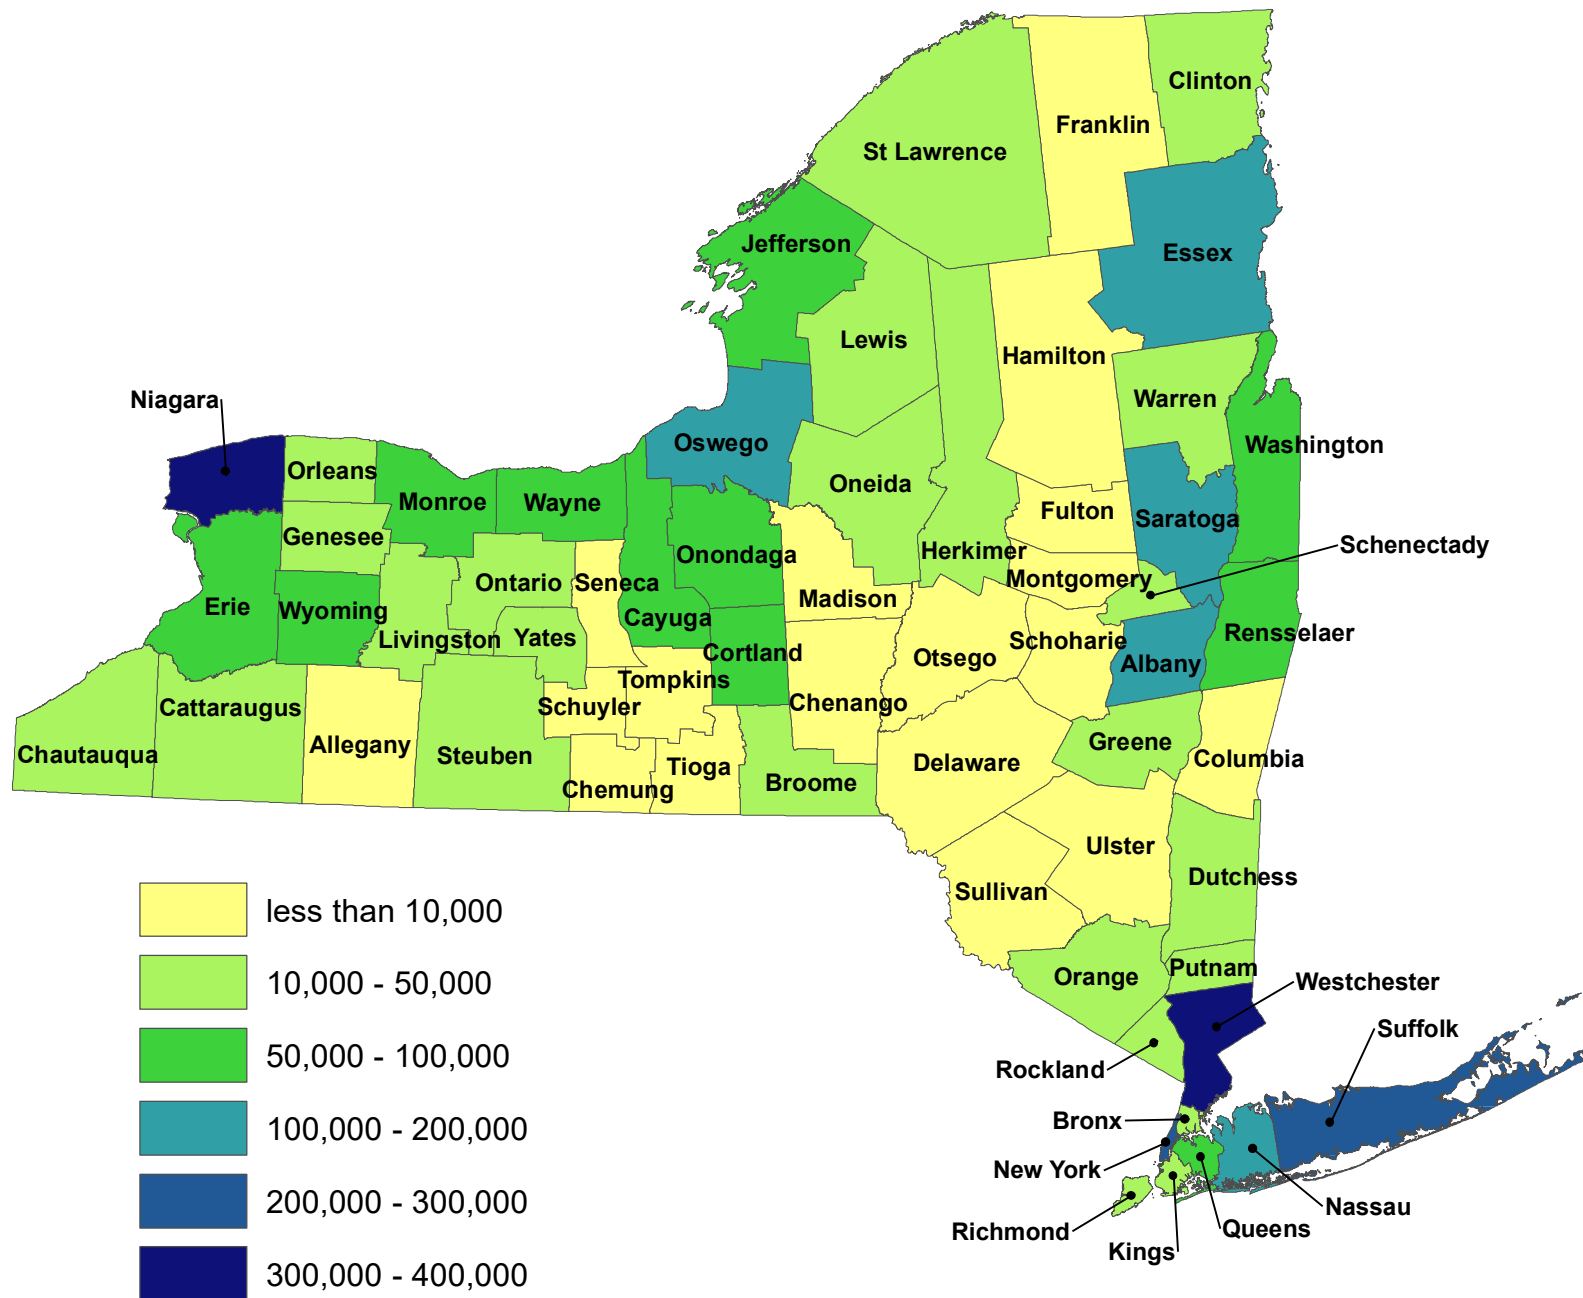 Clinton
Franklin
St Lawrence
Jefferson
Essex
Lewis
Hamilton
Warren
Niagara
Oswego
Washington
Orleans
Oneida
Monroe
Wayne
Fulton
Saratoga
Genesee
Schenectady
Herkimer
Onondaga
Montgomery
Ontario
Seneca
Madison
Erie
Wyoming
Cayuga
Rensselaer
Livingston
Yates
Schoharie
Cortland
Otsego
Albany
Tompkins
Cattaraugus
Schuyler
Chenango
Greene
Allegany
Chautauqua
Steuben
Columbia
Delaware
Tioga
Broome
Chemung
Ulster
Dutchess
Sullivan
Putnam
Orange
Westchester
Suffolk
Rockland
Bronx
New York
Nassau
Richmond
Queens
Kings
less than 10,000
10,000 - 50,000
50,000 - 100,000
100,000 - 200,000
200,000 - 300,000
300,000 - 400,000